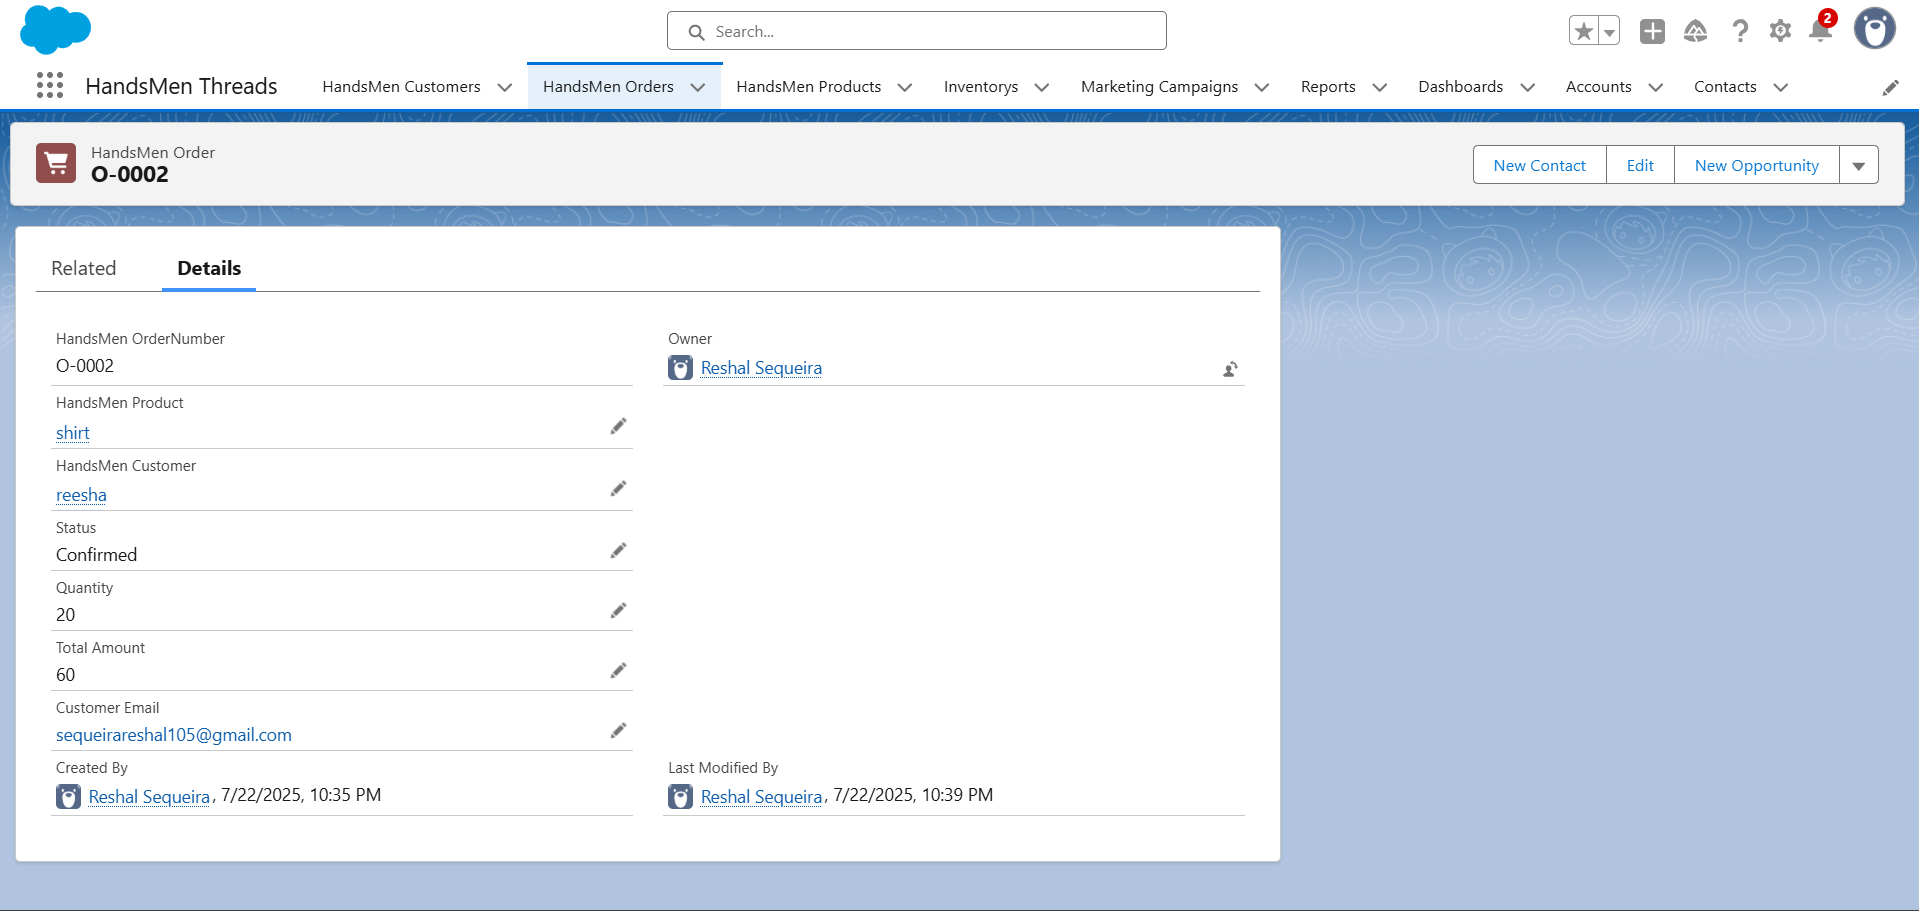 Search...
2
HandsMen Threads
HandsMen Customers
HandsMen Orders
HandsMen Products
Inventorys
Marketing Campaigns
Reports
Dashboards
Accounts
Contacts
HandsMen Order
O-0002
New Contact
Edit
New Opportunity
Related
Details
HandsMen OrderNumber
O-0002
Owner
Reshal Sequeira
HandsMen Product
shirt
HandsMen Customer
reesha
Status
Confirmed
Quantity
20
Total Amount
60
Customer Email
sequeirareshal105@gmail.com
Created By
Reshal Sequeira, 7/22/2025, 10:35 PM
Last Modified By
Reshal Sequeira, 7/22/2025, 10:39 PM